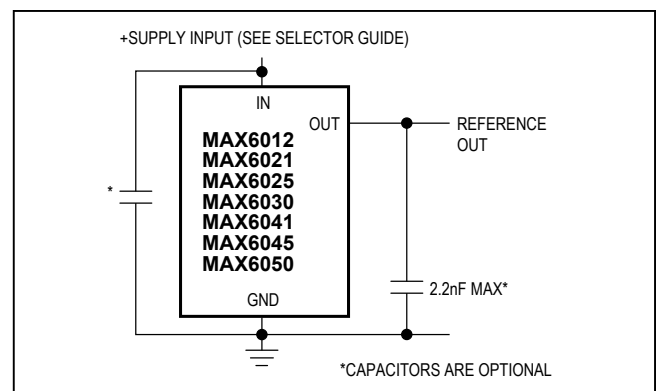 +SUPPLY INPUT (SEE SELECTOR GUIDE)
IN
OUT
REFERENCE
OUT
MAX6012
MAX6021
MAX6025
MAX6030
MAX6041
MAX6045
MAX6050
*
2.2nF MAX*
GND
*CAPACITORS ARE OPTIONAL